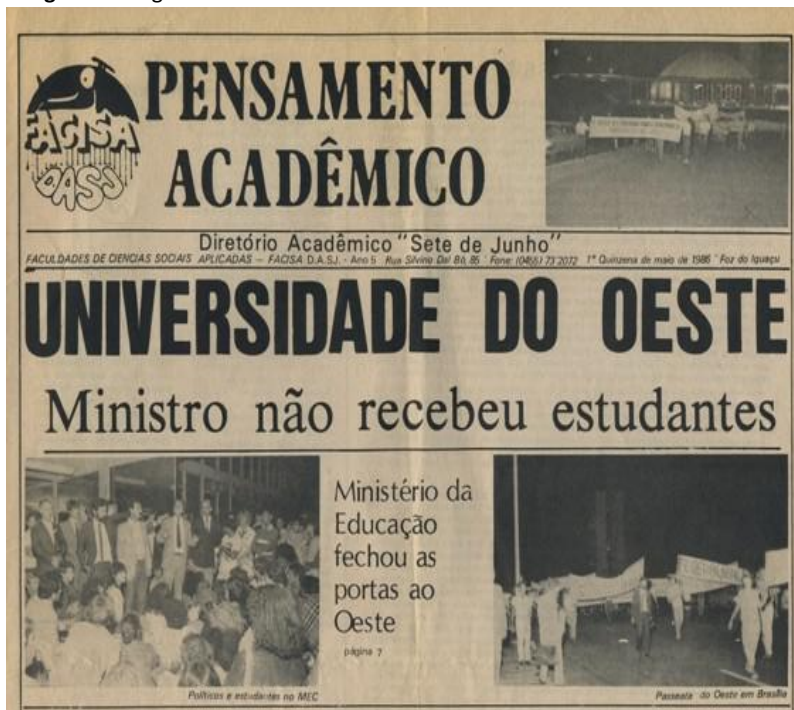 FACISA
DASJ
PENSAMENTO
ACADÊMICO
Diretório Acadêmico "Sete de Junho"
FACULDADES DE CIENCIAS SOCIAIS APLICADAS — FACISA D.A.S.J. - Ano 5 Rua Silvino Dal Bó, 85 Fone: (0455) 73 2072 1ª Quinzena de maio de 1986 Foz do Iguaçu
UNIVERSIDADE DO OESTE
Ministro não recebeu estudantes
Ministério da
Educação
fechou as
portas ao
Oeste
página 7
Políticos e estudantes no MEC
Passeata do Oeste em Brasília